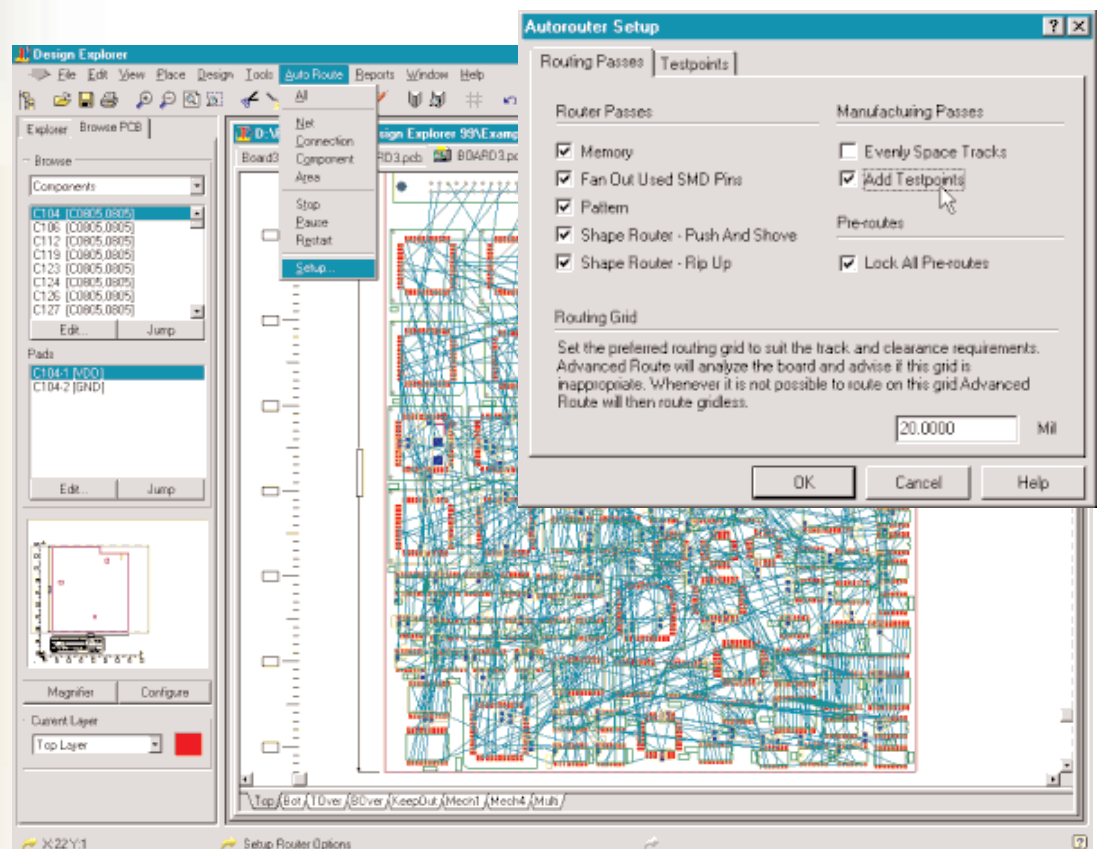 Design Explorer
File Edit View Place Design Tools Auto Route Reports Window Help
All
Net
Connection
Component
Area
Stop
Pause
Restart
Setup...
Explorer Browse PCB
Browse
Components
C104 [C0805,0805]
C106 [C0805,0805]
C112 [C0805,0805]
C119 [C0805,0805]
C123 [C0805,0805]
C124 [C0805,0805]
C126 [C0805,0805]
C127 [C0805,0805]
Edit... Jump
Pads
C104-1 [VDD]
C104-2 [GND]
Edit... Jump
Magnifier Configure
Current Layer
Top Layer
sign Explorer 99\Examp
Board3
RD3.pcb BOARD3.pc
Top Bot TOver BOver KeepOut Mech1 Mech4 Multi
X:22 Y:1 Setup Router Options
Autorouter Setup
Routing Passes Testpoints
Router Passes
Memory
Fan Out Used SMD Pins
Pattern
Shape Router - Push And Shove
Shape Router - Rip Up
Manufacturing Passes
Evenly Space Tracks
Add Testpoints
Pre-routes
Lock All Pre-routes
Routing Grid
Set the preferred routing grid to suit the track and clearance requirements.
Advanced Route will analyze the board and advise if this grid is
inappropriate. Whenever it is not possible to route on this grid Advanced
Route will then route gridless.
20.0000 Mil
OK Cancel Help